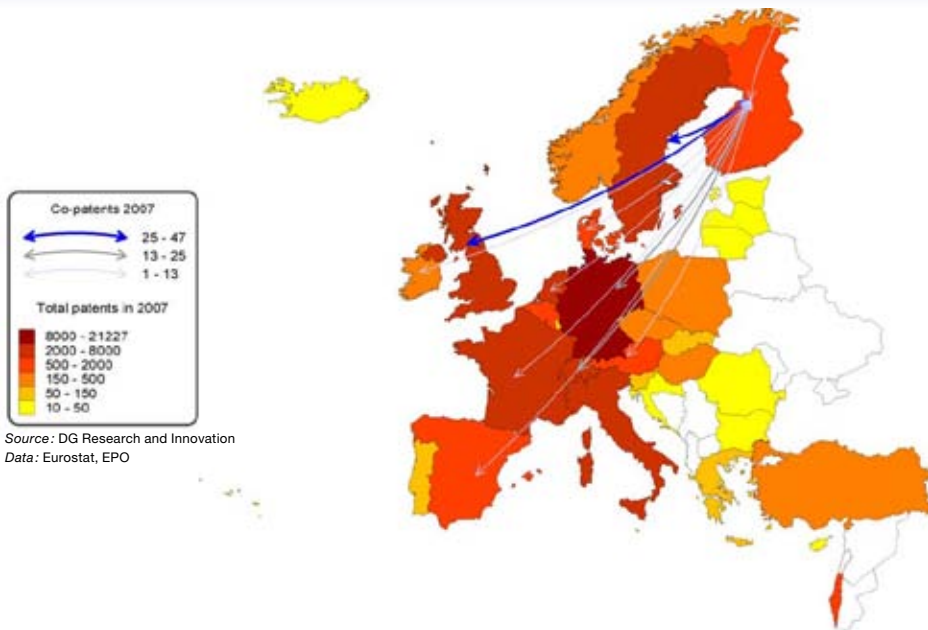 Co-patents 2007
25 - 47
13 - 25
1 - 13
Total patents in 2007
8000 - 21227
2000 - 8000
500 - 2000
150 - 500
50 - 150
10 - 50
Source: DG Research and Innovation
Data: Eurostat, EPO